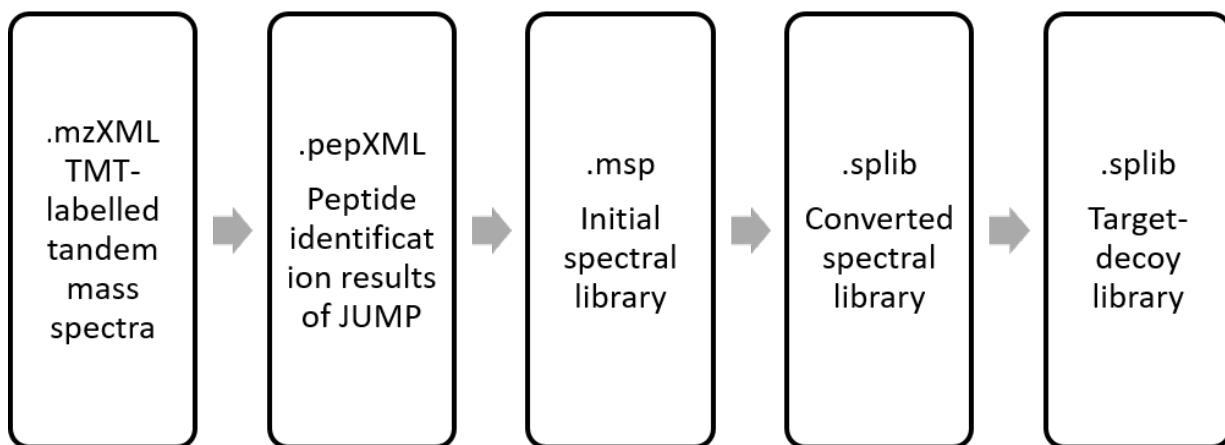 .mzXML
TMT-
labelled
tandem
mass
spectra
.pepXML
Peptide
identificat
ion results
of JUMP
.msp
Initial
spectral
library
.splib
Converted
spectral
library
.splib
Target-
decoy
library